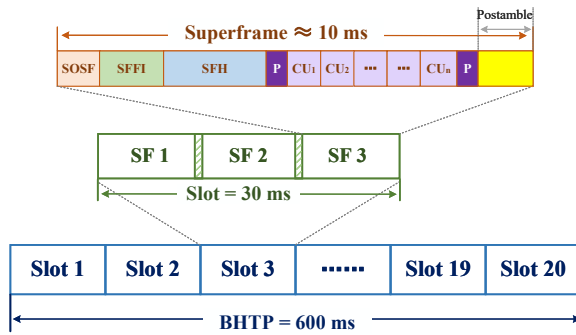 Postamble
Superframe ≈ 10 ms
SOSF SFFI SFH P CU1 CU2 ... ... CUn P
SF 1 SF 2 SF 3
Slot = 30 ms
Slot 1 Slot 2 Slot 3 ...... Slot 19 Slot 20
BHTP = 600 ms